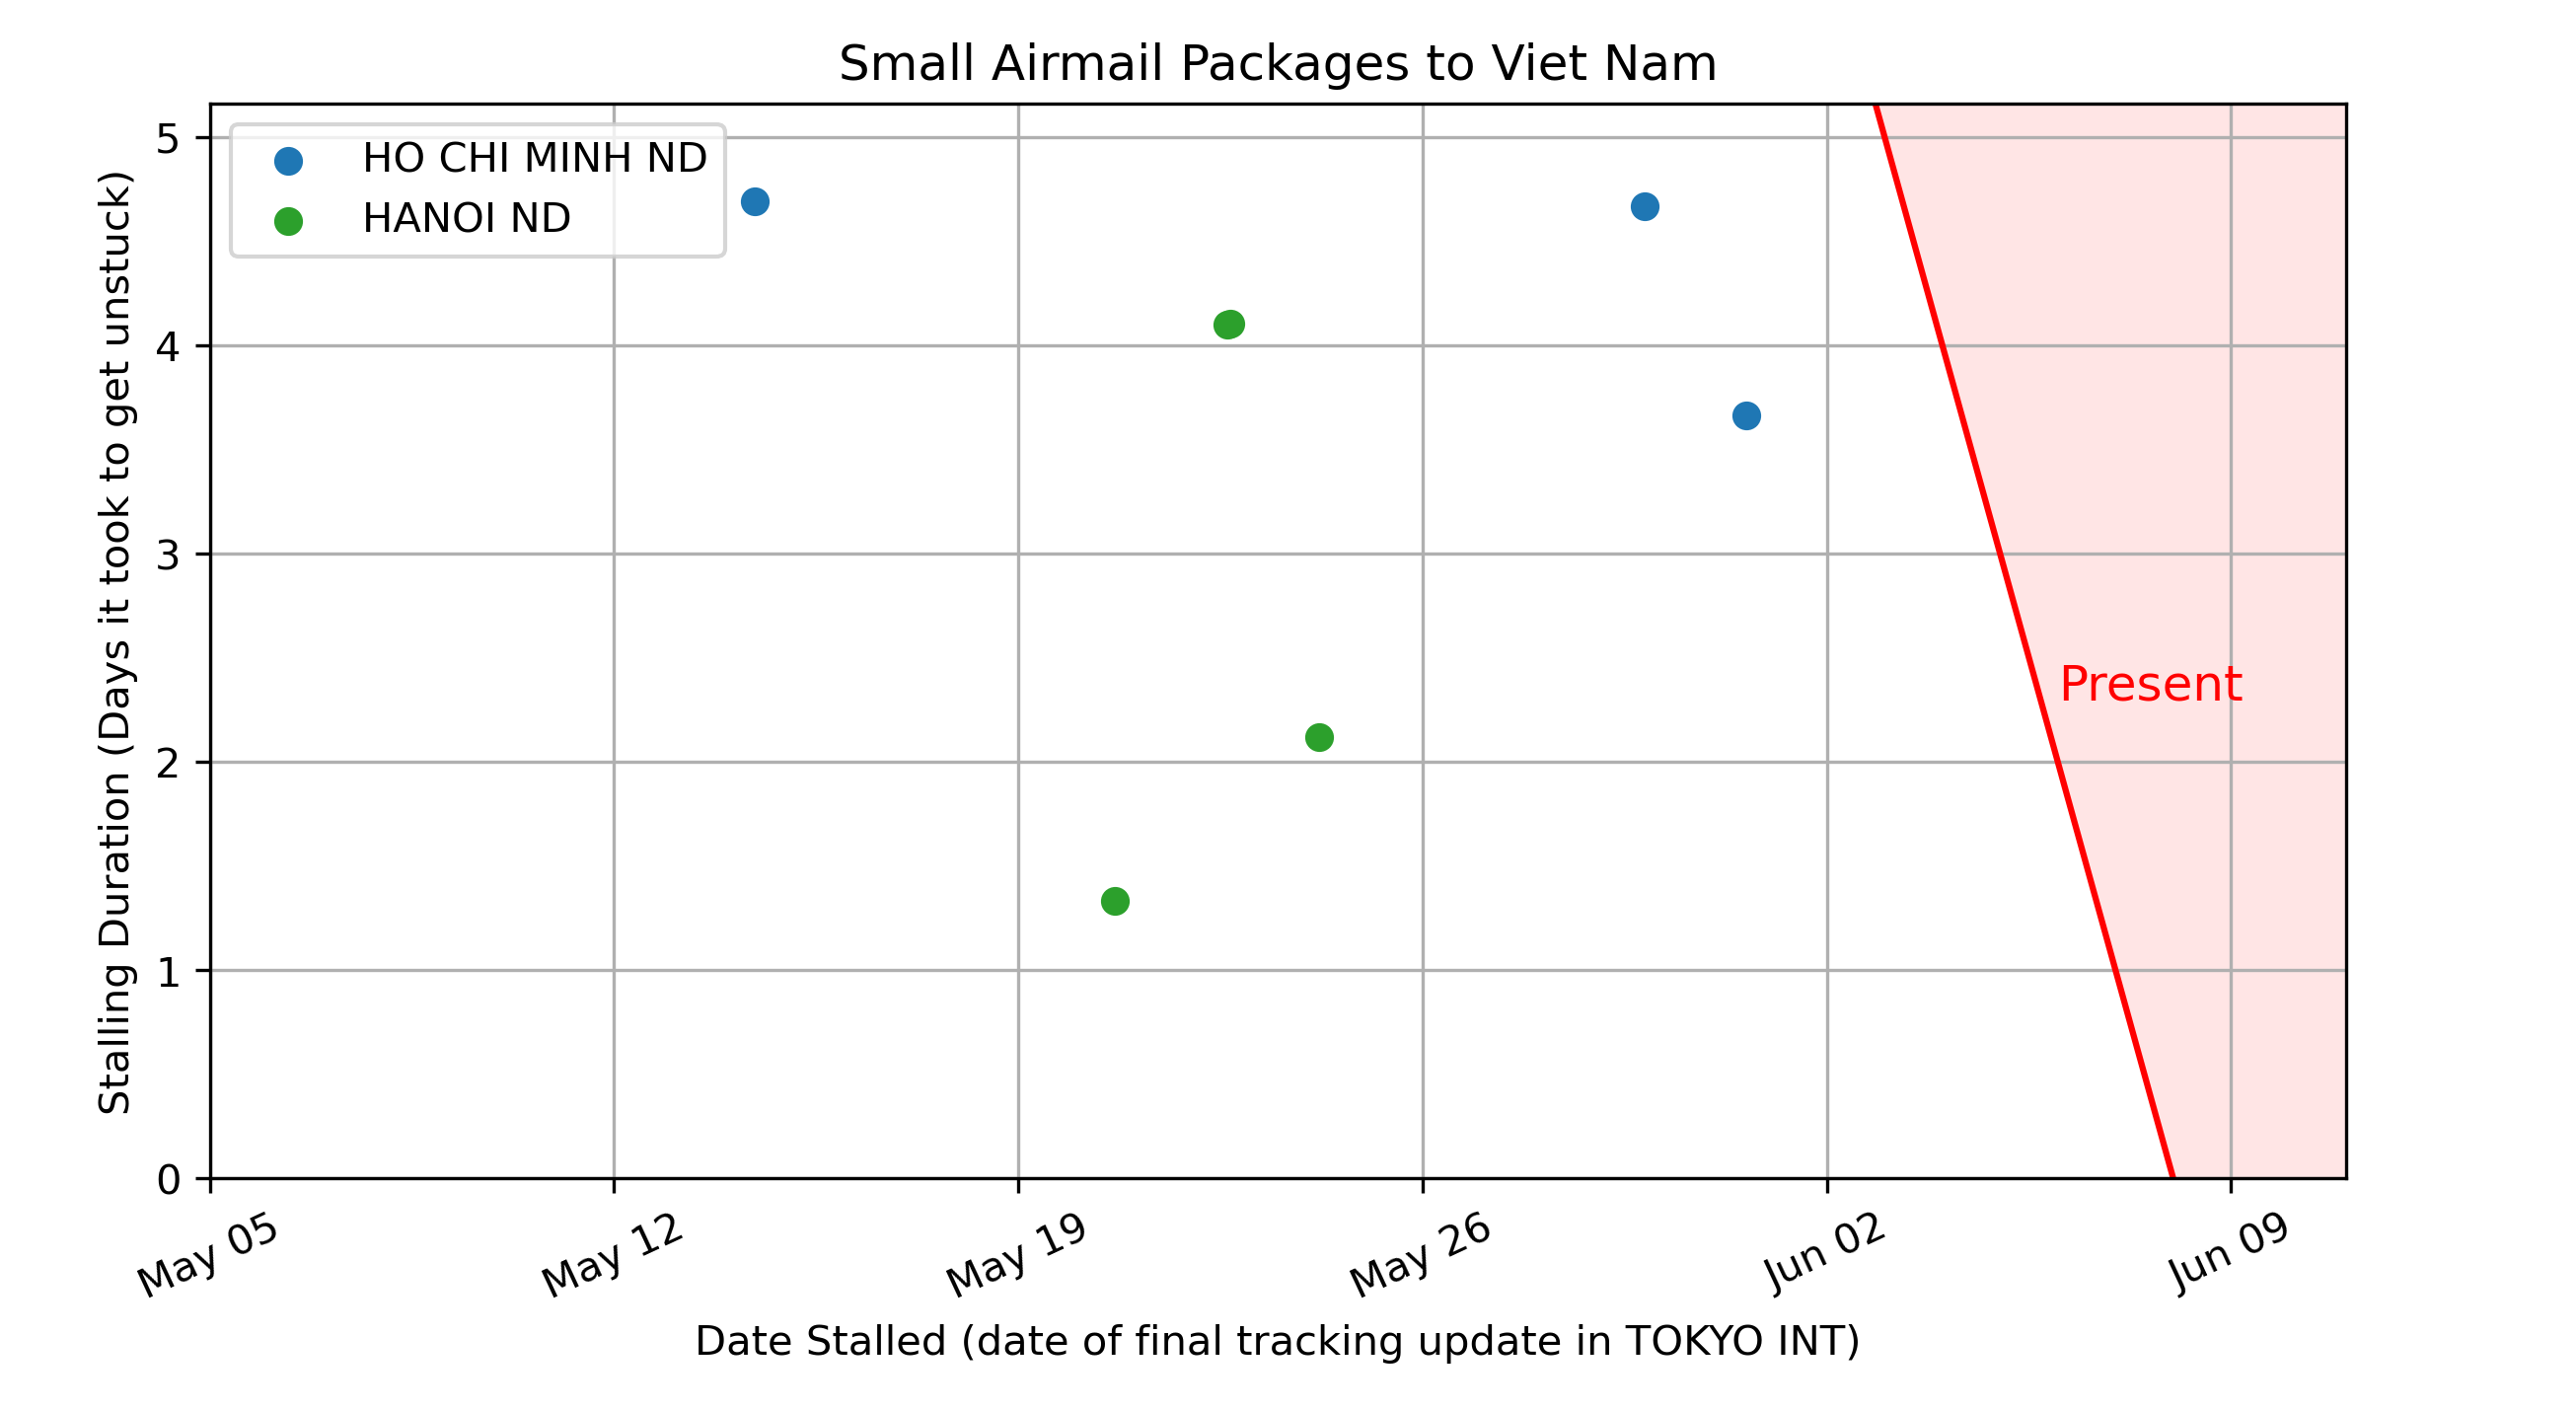 Small Airmail Packages to Viet Nam
HO CHI MINH ND
HANOI ND
Stalling Duration (Days it took to get unstuck)
5
4
3
2
1
0
Present
May 05
May 12
May 19
May 26
Jun 02
Jun 09
Date Stalled (date of final tracking update in TOKYO INT)